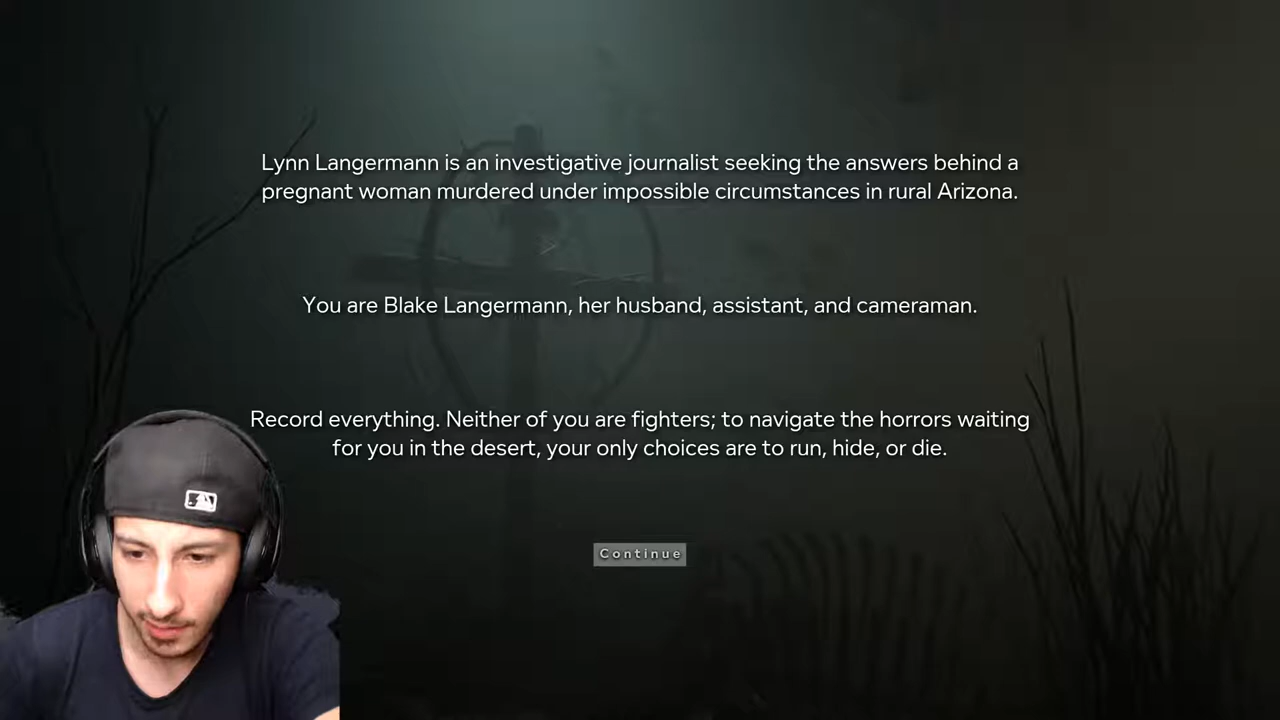 Lynn Langermann is an investigative journalist seeking the answers behind a
pregnant woman murdered under impossible circumstances in rural Arizona.
You are Blake Langermann, her husband, assistant, and cameraman.
Record everything. Neither of you are fighters; to navigate the horrors waiting
for you in the desert, your only choices are to run, hide, or die.
Continue